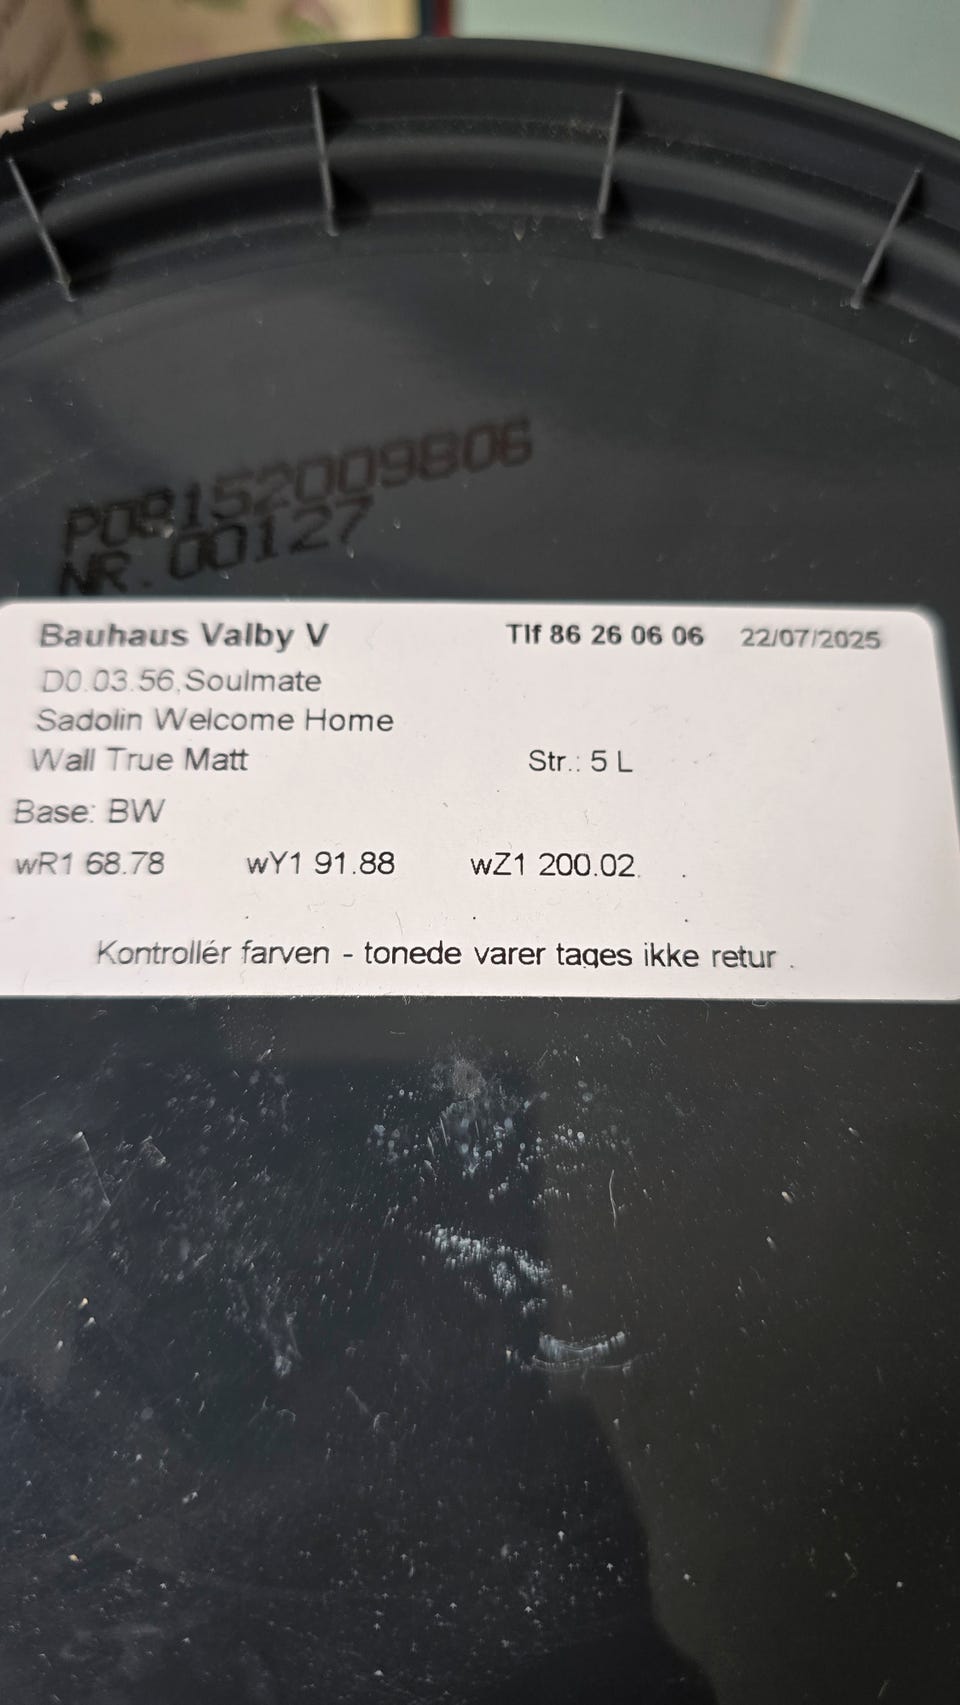 P08152009806
NR.00127
Bauhaus Valby V Tlf 86 26 06 06 22/07/2025
D0.03.56,Soulmate
Sadolin Welcome Home
Wall True Matt Str.: 5 L
Base: BW
wR1 68.78 wY1 91.88 wZ1 200.02
Kontrollér farven - tonede varer tages ikke retur .